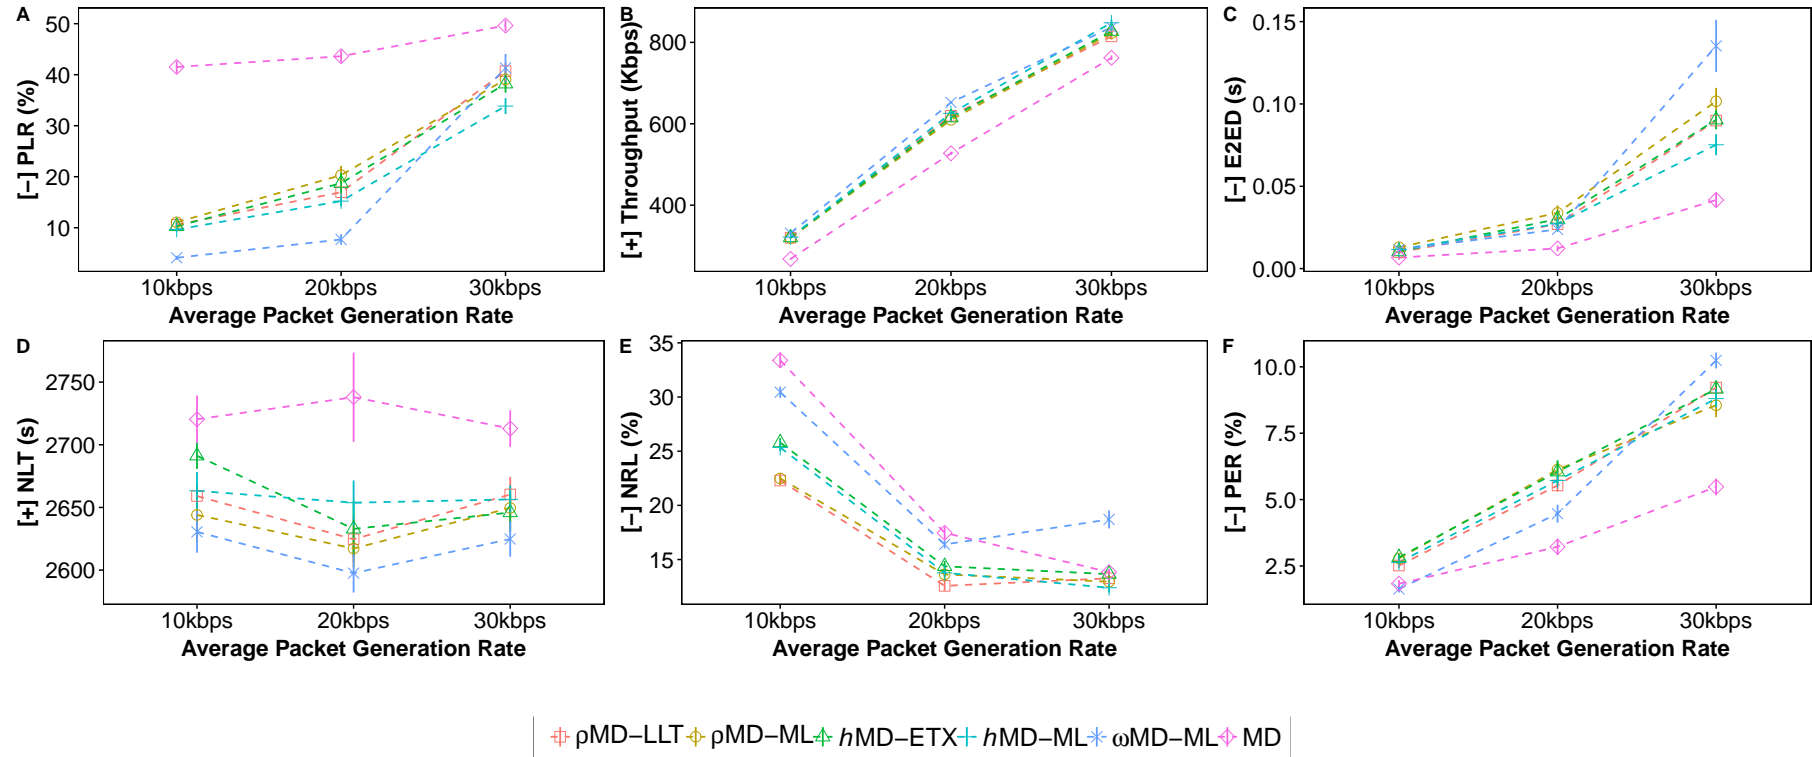 A
[−] PLR (%)
50
40
30
20
10
10kbps 20kbps 30kbps
Average Packet Generation Rate
B
[+] Throughput (Kbps)
800
600
400
10kbps 20kbps 30kbps
Average Packet Generation Rate
C
[−] E2ED (s)
0.15
0.10
0.05
0.00
10kbps 20kbps 30kbps
Average Packet Generation Rate
D
[+] NLT (s)
2750
2700
2650
2600
10kbps 20kbps 30kbps
Average Packet Generation Rate
E
[−] NRL (%)
35
30
25
20
15
10kbps 20kbps 30kbps
Average Packet Generation Rate
F
[−] PER (%)
10.0
7.5
5.0
2.5
10kbps 20kbps 30kbps
Average Packet Generation Rate
ρMD−LLT ρMD−ML hMD−ETX hMD−ML ωMD−ML MD